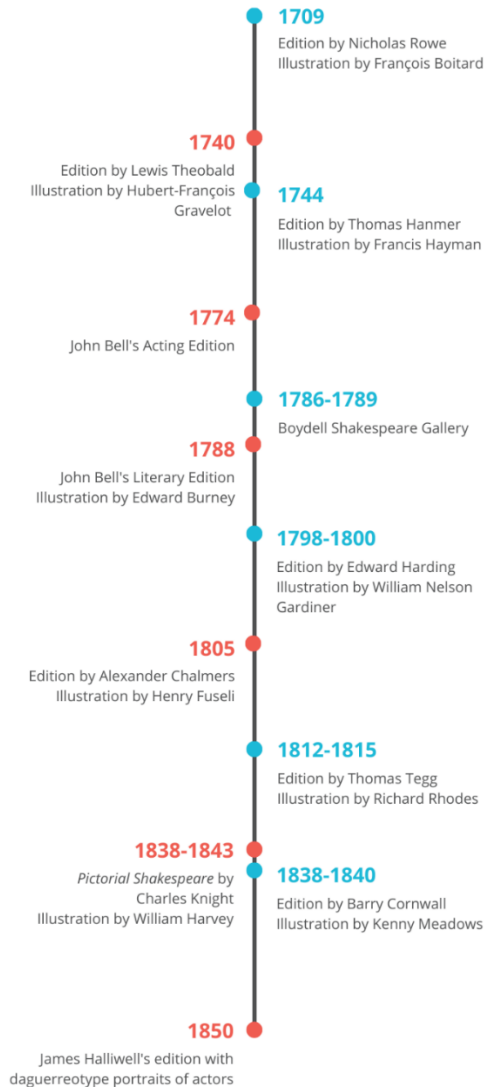 1709
Edition by Nicholas Rowe
Illustration by François Boitard
1740
Edition by Lewis Theobald
Illustration by Hubert-François
Gravelot
1744
Edition by Thomas Hanmer
Illustration by Francis Hayman
1774
John Bell's Acting Edition
1786-1789
Boydell Shakespeare Gallery
1788
John Bell's Literary Edition
Illustration by Edward Burney
1798-1800
Edition by Edward Harding
Illustration by William Nelson
Gardiner
1805
Edition by Alexander Chalmers
Illustration by Henry Fuseli
1812-1815
Edition by Thomas Tegg
Illustration by Richard Rhodes
1838-1843
Pictorial Shakespeare by
Charles Knight
Illustration by William Harvey
1838-1840
Edition by Barry Cornwall
Illustration by Kenny Meadows
1850
James Halliwell's edition with
daguerreotype portraits of actors